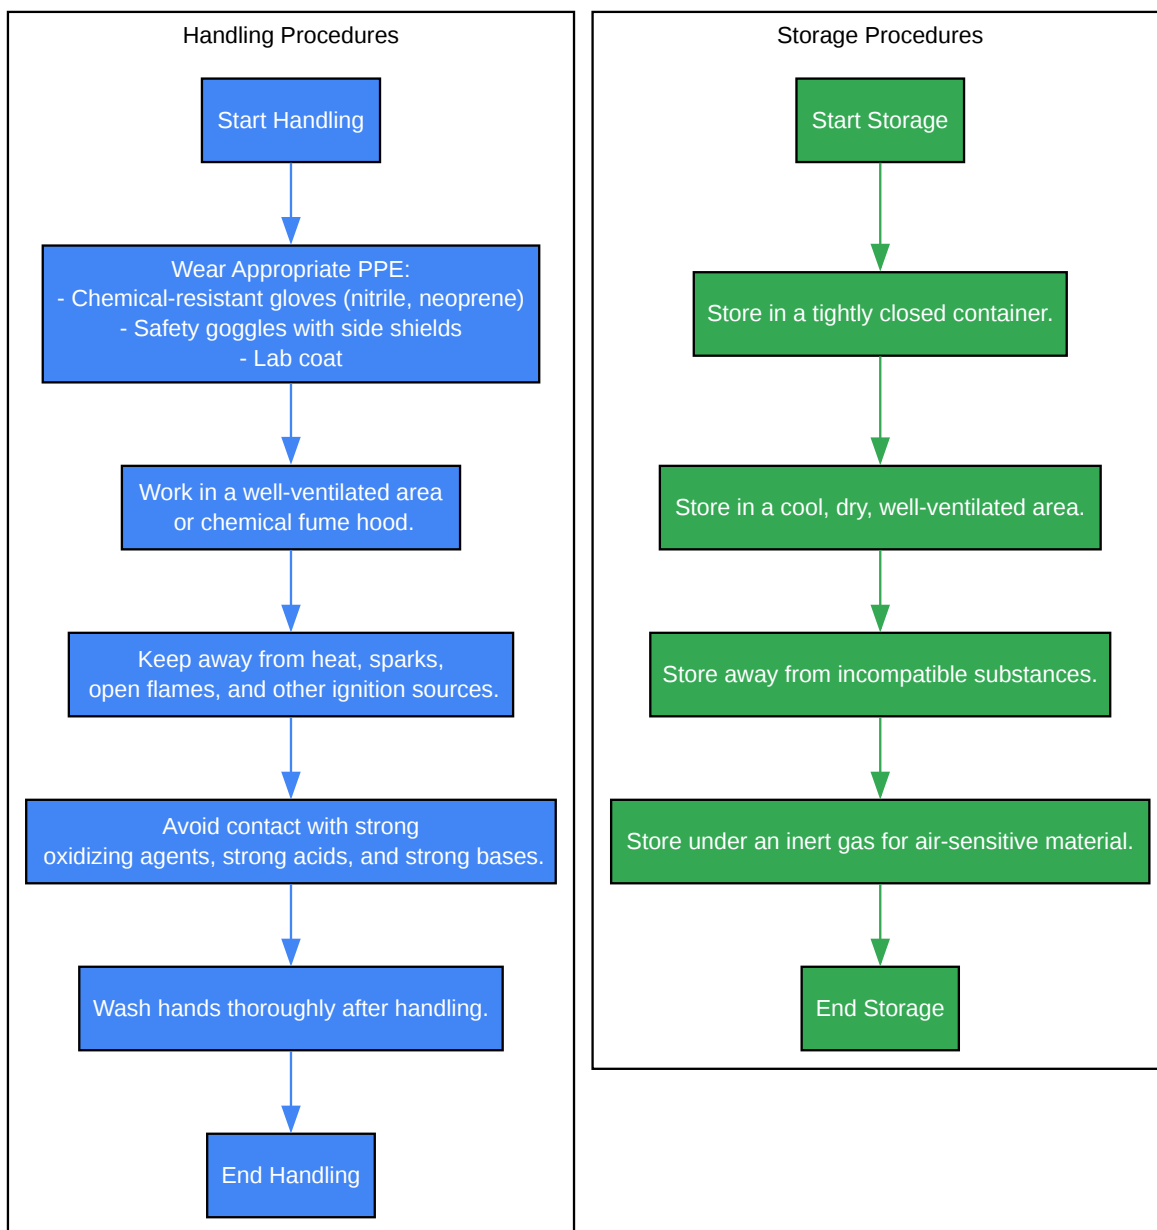 Handling Procedures
Start Handling
Wear Appropriate PPE:
- Chemical-resistant gloves (nitrile, neoprene)
- Safety goggles with side shields
- Lab coat
Work in a well-ventilated area
or chemical fume hood.
Keep away from heat, sparks,
open flames, and other ignition sources.
Avoid contact with strong
oxidizing agents, strong acids, and strong bases.
Wash hands thoroughly after handling.
End Handling
Storage Procedures
Start Storage
Store in a tightly closed container.
Store in a cool, dry, well-ventilated area.
Store away from incompatible substances.
Store under an inert gas for air-sensitive material.
End Storage